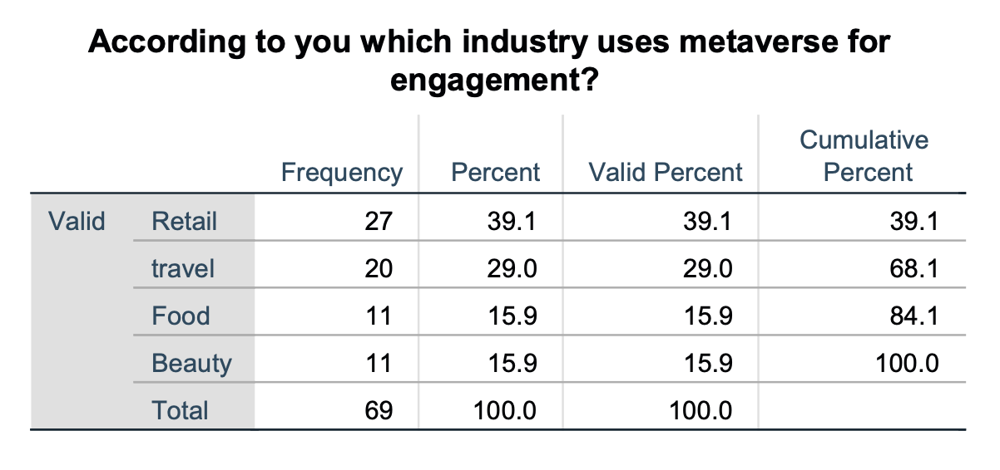 According to you which industry uses metaverse for
engagement?
Frequency Percent Valid Percent Cumulative
Percent
Valid Retail 27 39.1 39.1 39.1
travel 20 29.0 29.0 68.1
Food 11 15.9 15.9 84.1
Beauty 11 15.9 15.9 100.0
Total 69 100.0 100.0